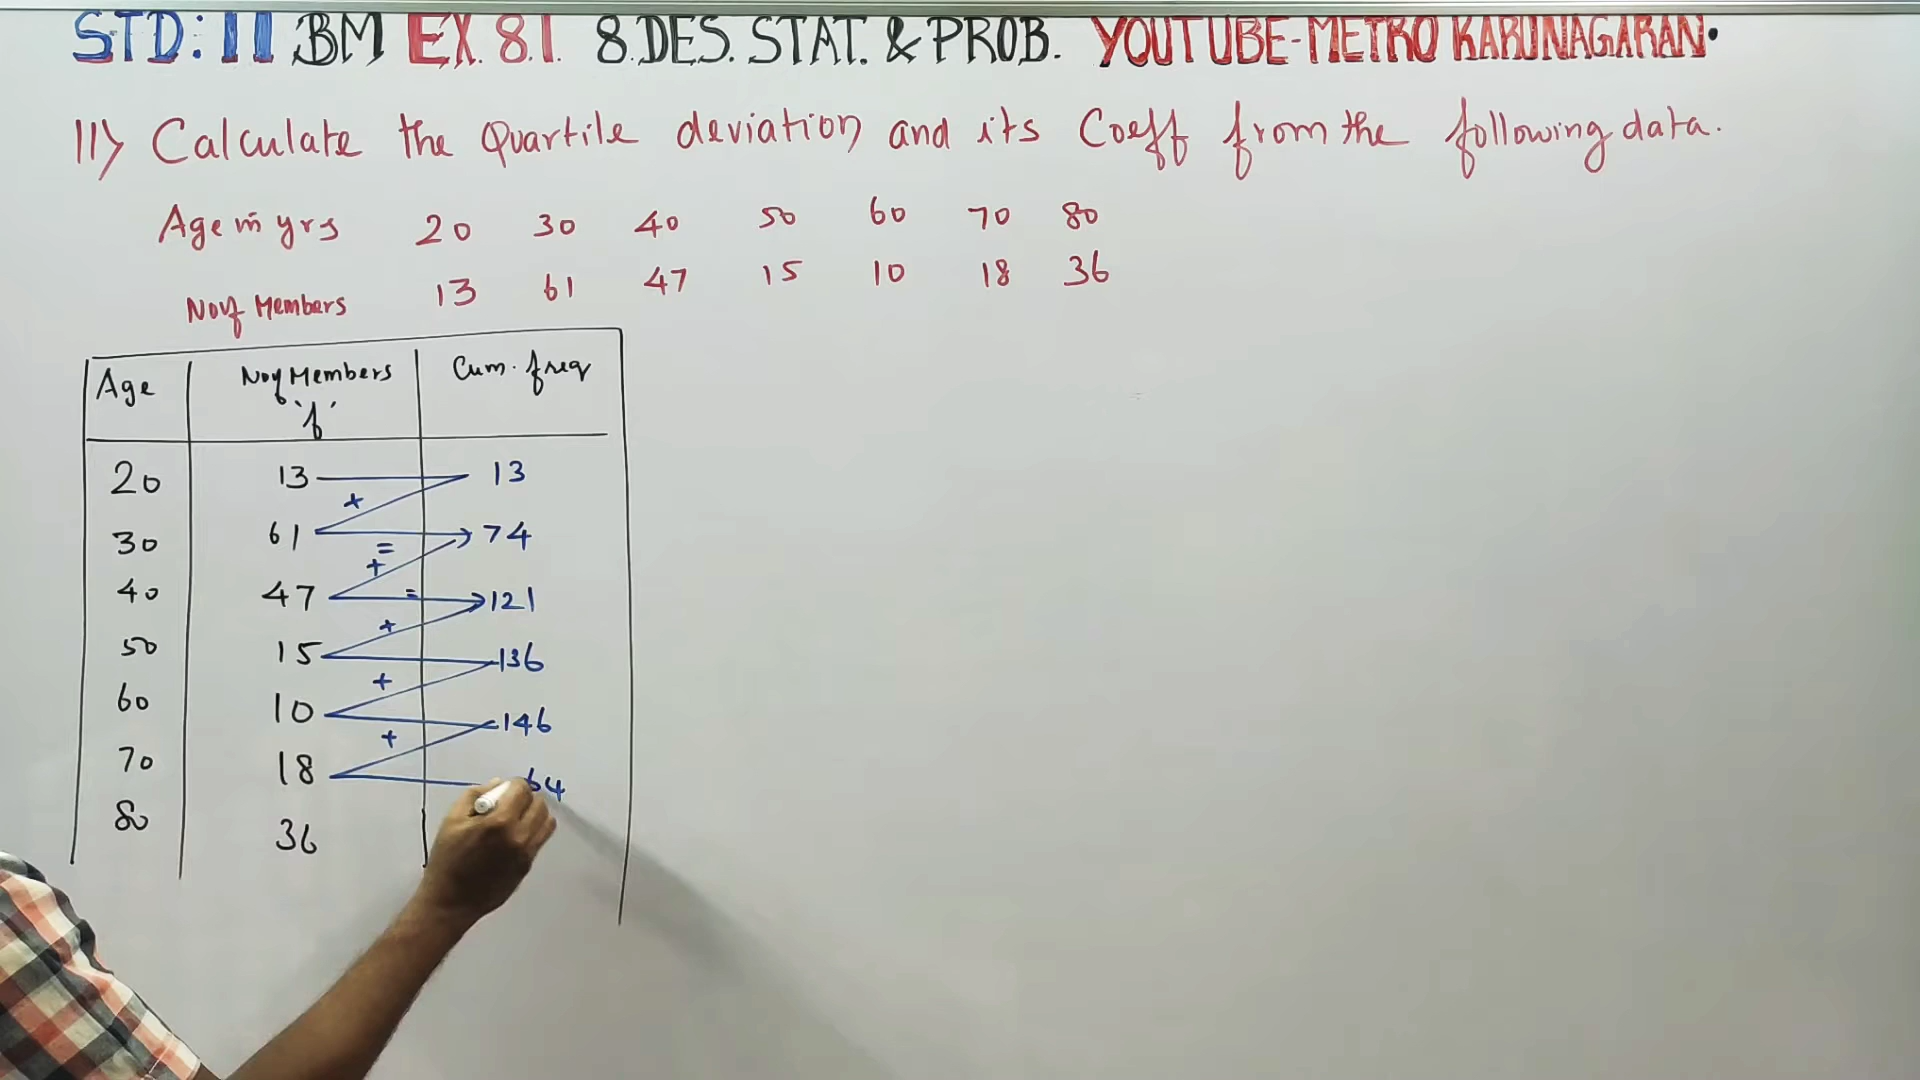 STD: 11 BM EX. 8.1. 8.DES. STAT. & PROB. YOUTUBE-METRO KARUNAGARAN.
11) Calculate the Quartile deviation and its Coeff from the following data.
Age in yrs 20 30 40 50 60 70 80
No of Members 13 61 47 15 10 18 36
Age No of Members Cum. freq
'f'
20 13 13
+
30 61 74
=
+
40 47 = 121
+
50 15 136
+
60 10 146
+
70 18 64
80 36